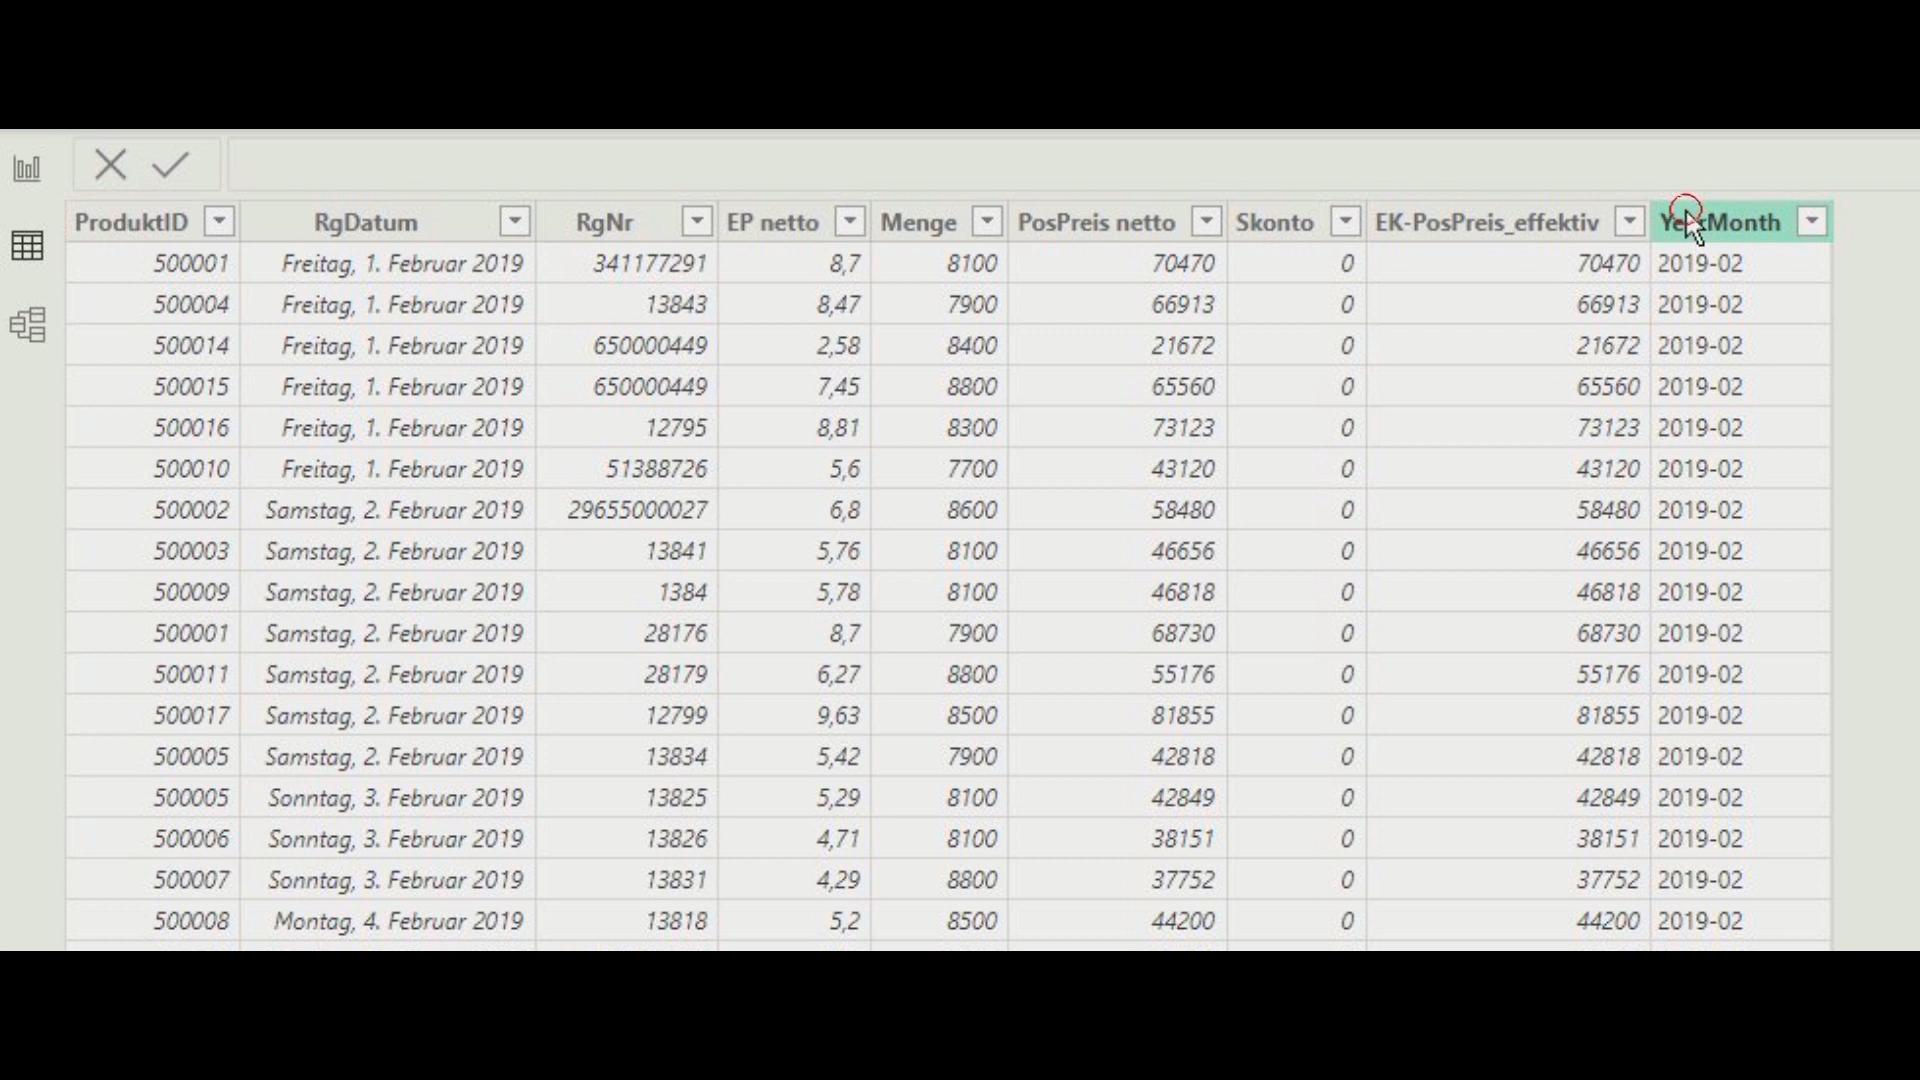 ProduktID RgDatum RgNr EP netto Menge PosPreis netto Skonto EK-PosPreis_effektiv
500001 Freitag, 1. Februar 2019 341177291 8,7 8100 70470 0 70470 2019-02
500004 Freitag, 1. Februar 2019 13843 8,47 7900 66913 0 66913 2019-02
500014 Freitag, 1. Februar 2019 650000449 2,58 8400 21672 0 21672 2019-02
500015 Freitag, 1. Februar 2019 650000449 7,45 8800 65560 0 65560 2019-02
500016 Freitag, 1. Februar 2019 12795 8,81 8300 73123 0 73123 2019-02
500010 Freitag, 1. Februar 2019 51388726 5,6 7700 43120 0 43120 2019-02
500002 Samstag, 2. Februar 2019 29655000027 6,8 8600 58480 0 58480 2019-02
500003 Samstag, 2. Februar 2019 13841 5,76 8100 46656 0 46656 2019-02
500009 Samstag, 2. Februar 2019 1384 5,78 8100 46818 0 46818 2019-02
500001 Samstag, 2. Februar 2019 28176 8,7 7900 68730 0 68730 2019-02
500011 Samstag, 2. Februar 2019 28179 6,27 8800 55176 0 55176 2019-02
500017 Samstag, 2. Februar 2019 12799 9,63 8500 81855 0 81855 2019-02
500005 Samstag, 2. Februar 2019 13834 5,42 7900 42818 0 42818 2019-02
500005 Sonntag, 3. Februar 2019 13825 5,29 8100 42849 0 42849 2019-02
500006 Sonntag, 3. Februar 2019 13826 4,71 8100 38151 0 38151 2019-02
500007 Sonntag, 3. Februar 2019 13831 4,29 8800 37752 0 37752 2019-02
500008 Montag, 4. Februar 2019 13818 5,2 8500 44200 0 44200 2019-02